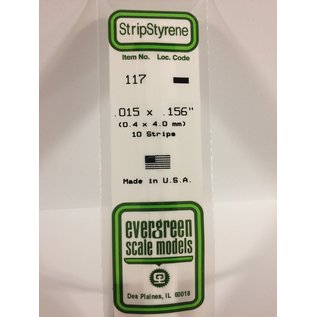 StripStyrene
Item No. Loc. Code
117
.015 x .156"
(0.4 x 4.0 mm)
10 Strips
Made in U.S.A.
evergreen
scale models
Des Plaines, IL 60018